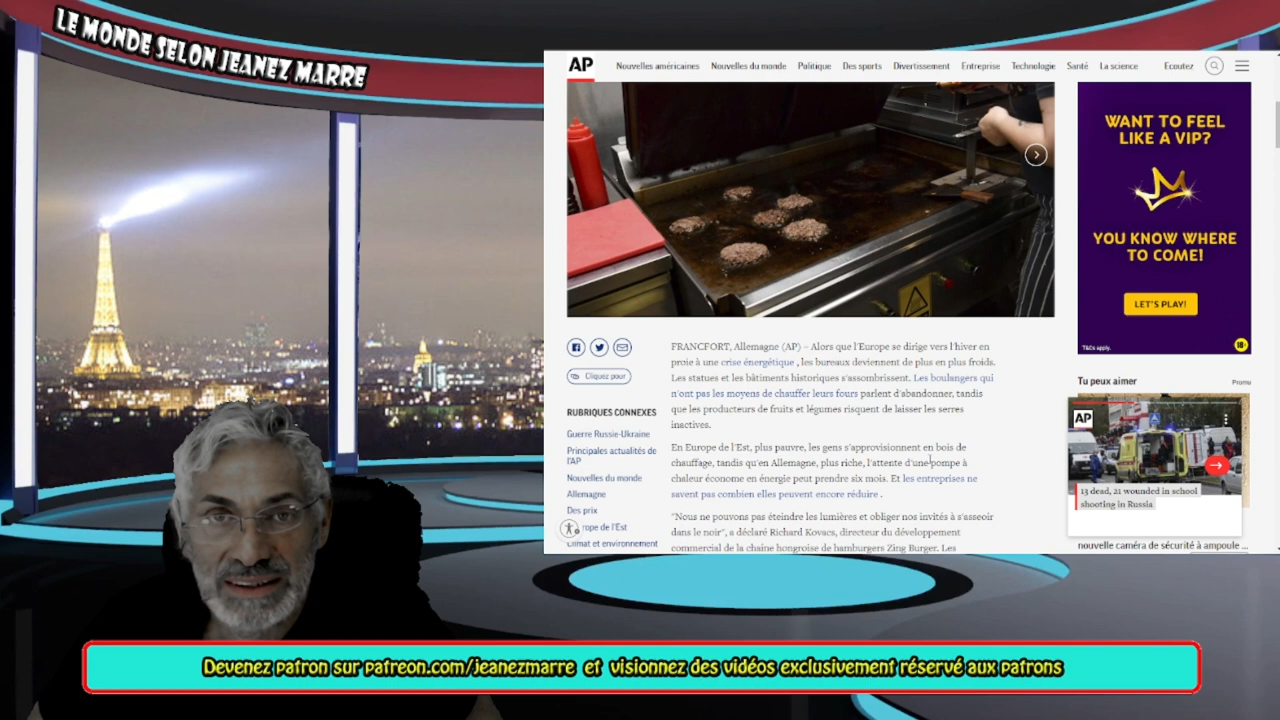 LE MONDE SELON JEANEZ MARRE
AP
Nouvelles américaines Nouvelles du monde Politique Des sports Divertissement Entreprise Technologie Santé La science Ecoutez
WANT TO FEEL
LIKE A VIP?
YOU KNOW WHERE
TO COME!
LET'S PLAY!
T&Cs apply.
18+
Cliquez pour
RUBRIQUES CONNEXES
Guerre Russie-Ukraine
Principales actualités de
l'AP
Nouvelles du monde
Allemagne
Des prix
rope de l'Est
Climat et environnement
FRANCFORT, Allemagne (AP) – Alors que l'Europe se dirige vers l'hiver en
proie à une crise énergétique , les bureaux deviennent de plus en plus froids.
Les statues et les bâtiments historiques s'assombrissent. Les boulangers qui
n'ont pas les moyens de chauffer leurs fours parlent d'abandonner, tandis
que les producteurs de fruits et légumes risquent de laisser les serres
inactives.
En Europe de l'Est, plus pauvre, les gens s'approvisionnent en bois de
chauffage, tandis qu'en Allemagne, plus riche, l'attente d'une pompe à
chaleur économe en énergie peut prendre six mois. Et les entreprises ne
savent pas combien elles peuvent encore réduire .
"Nous ne pouvons pas éteindre les lumières et obliger nos invités à s'asseoir
dans le noir", a déclaré Richard Kovacs, directeur du développement
commercial de la chaîne hongroise de hamburgers Zing Burger. Les
Tu peux aimer
Promu
AP
13 dead, 21 wounded in school
shooting in Russia
nouvelle caméra de sécurité à ampoule ...
Devenez patron sur patreon.com/jeanezmarre et visionnez des vidéos exclusivement réservé aux patrons